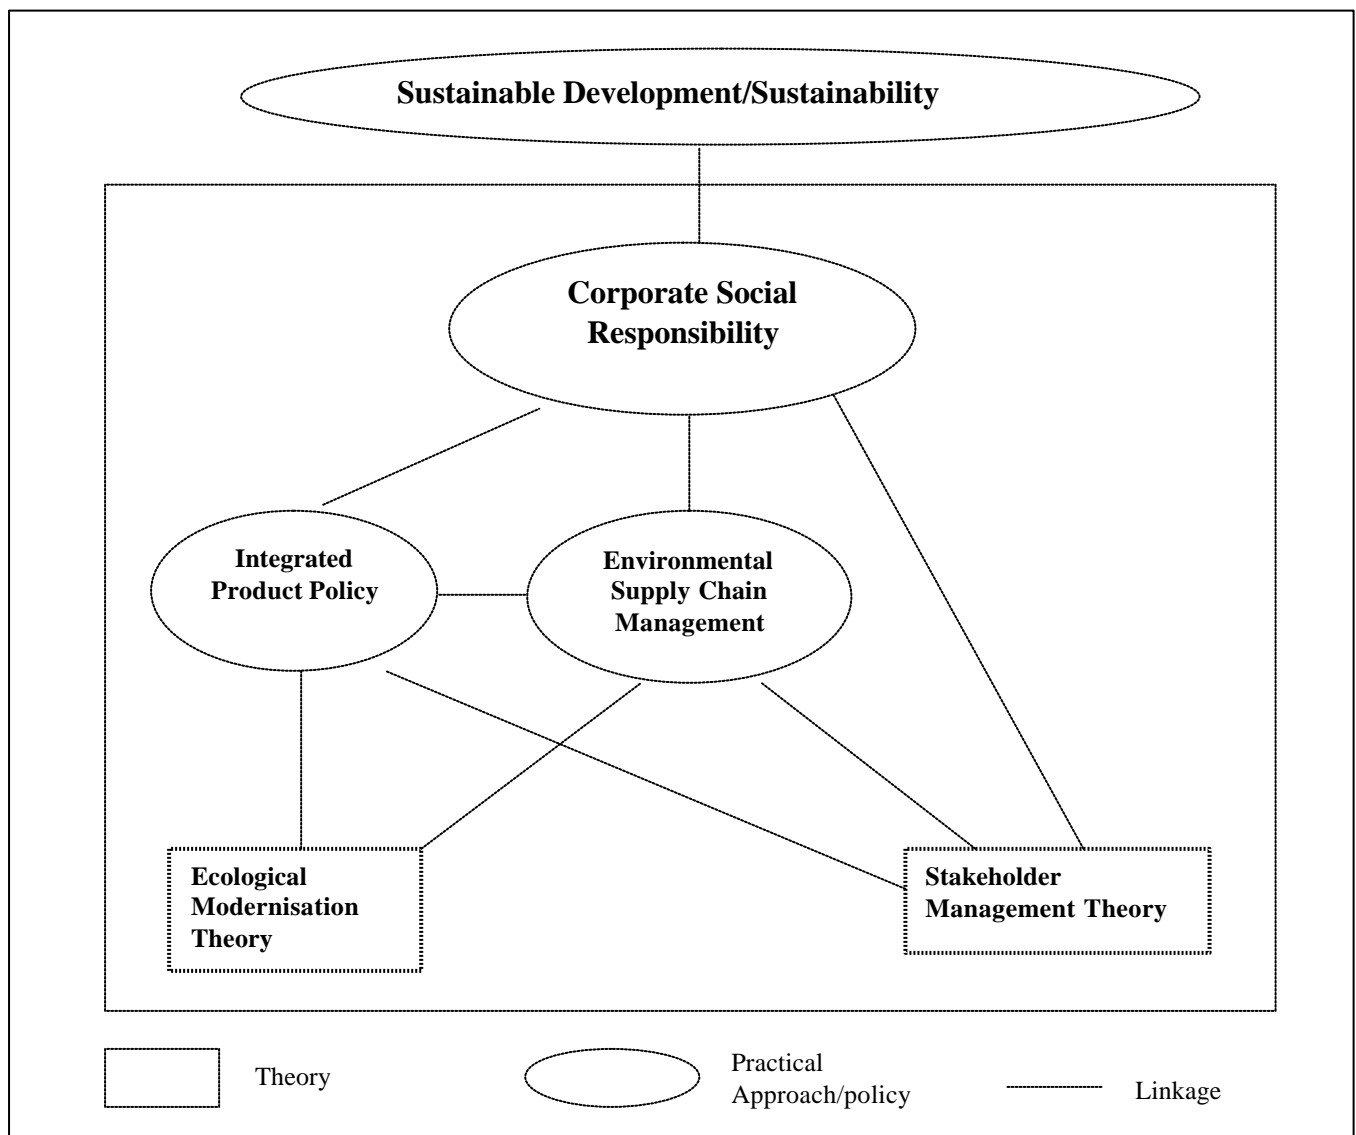 Sustainable Development/Sustainability
Corporate Social
Responsibility
Integrated
Product Policy
Environmental
Supply Chain
Management
Ecological
Modernisation
Theory
Stakeholder
Management Theory
Theory
Practical
Approach/policy
Linkage